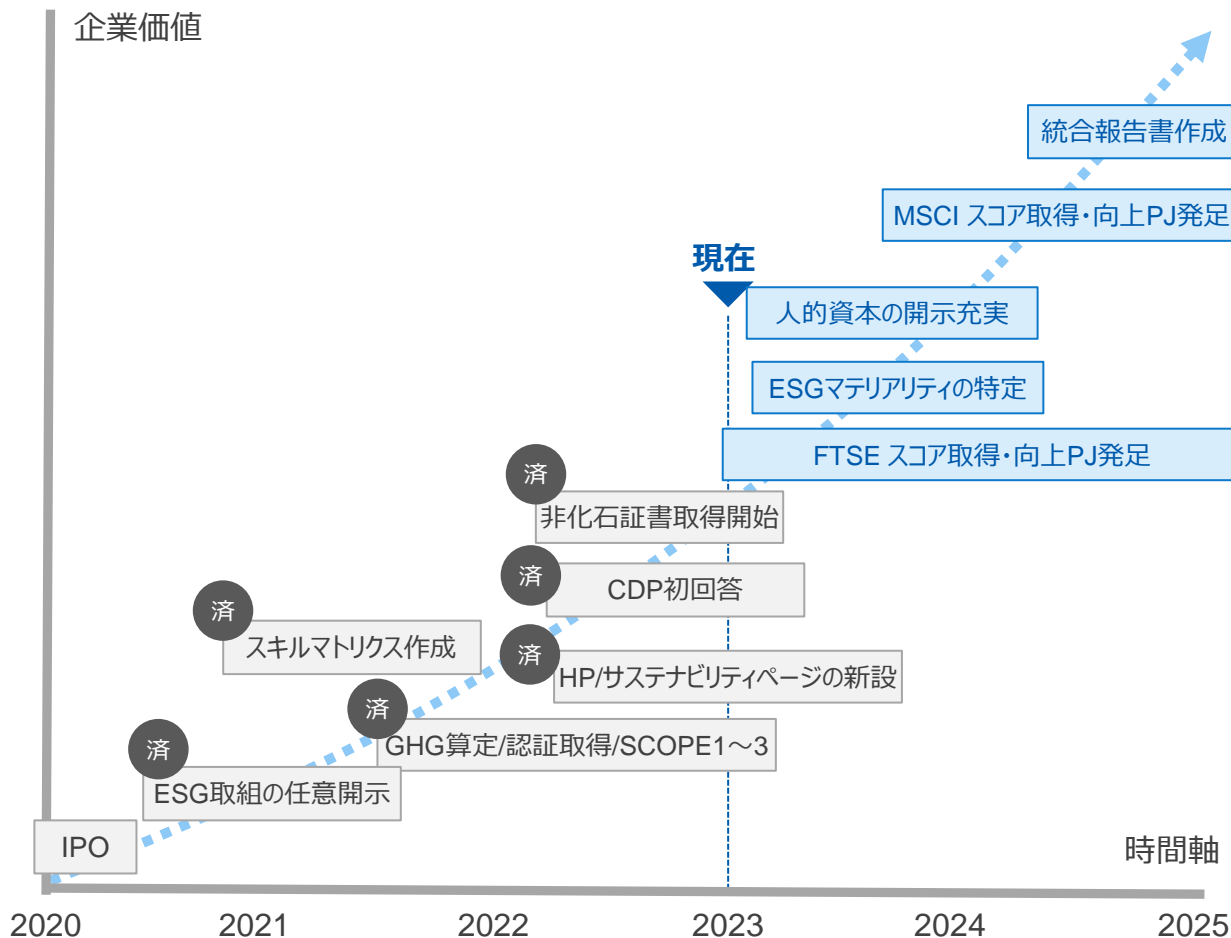 企業価値
統合報告書作成
MSCI スコア取得・向上PJ発足
現在
人的資本の開示充実
ESGマテリアリティの特定
FTSE スコア取得・向上PJ発足
済
非化石証書取得開始
済
CDP初回答
済
スキルマトリクス作成
済
HP/サステナビリティページの新設
済
GHG算定/認証取得/SCOPE1～3
済
ESG取組の任意開示
IPO
時間軸
2020 2021 2022 2023 2024 2025